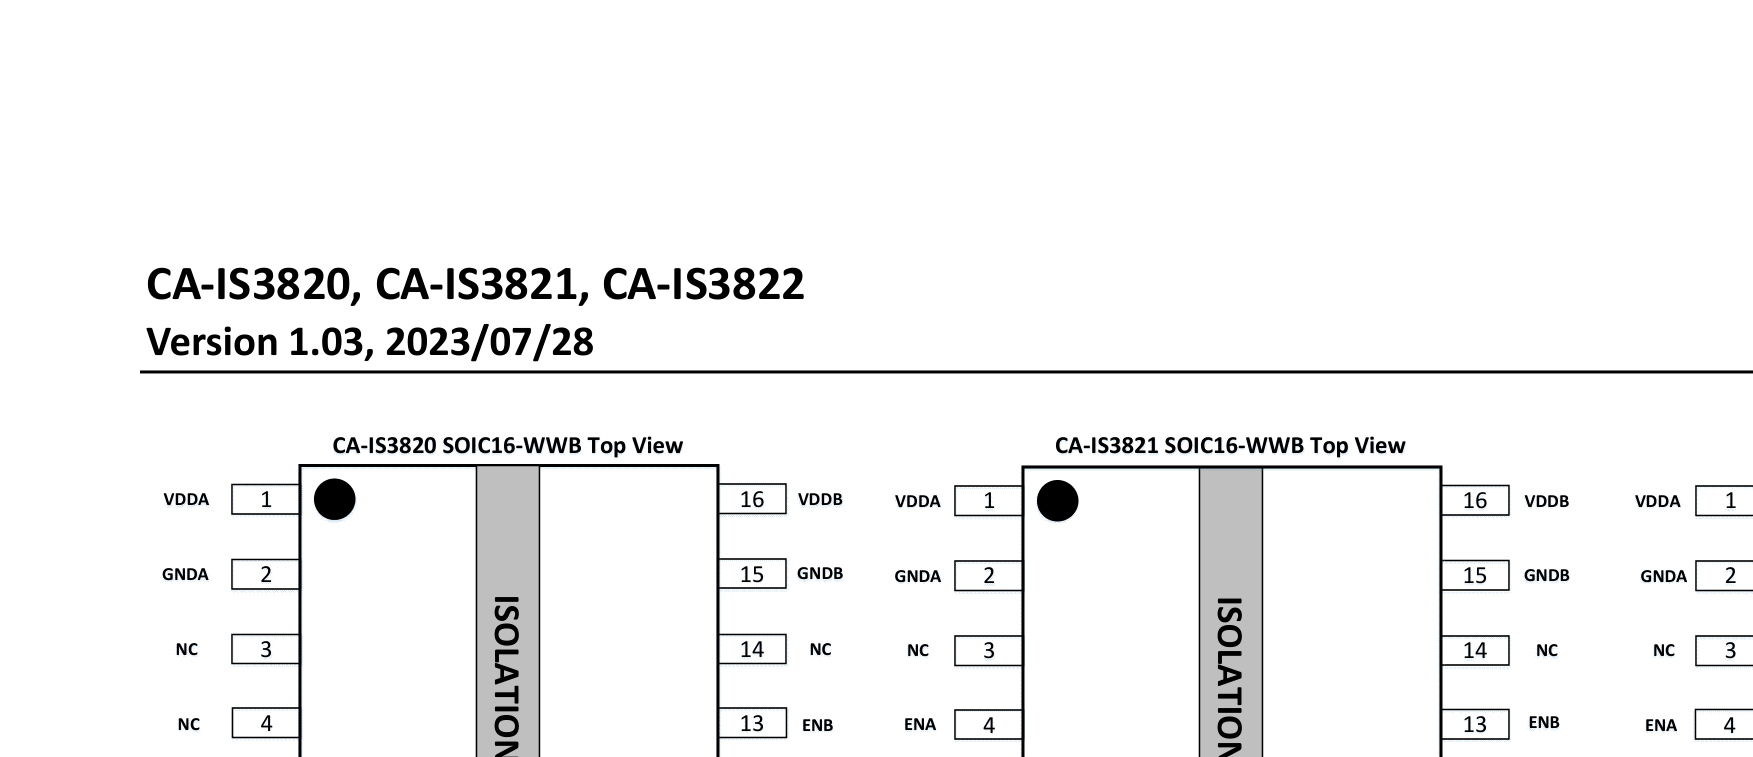 CA-IS3820, CA-IS3821, CA-IS3822
Version 1.03, 2023/07/28
CA-IS3820 SOIC16-WWB Top View
CA-IS3821 SOIC16-WWB Top View
VDDA 1 16 VDDB VDDA 1 16 VDDB VDDA 1
GNDA 2 15 GNDB GNDA 2 15 GNDB GNDA 2
NC 3 14 NC NC 3 14 NC NC 3
NC 4 13 ENB ENA 4 13 ENB ENA 4
ISOLATION
ISOLATION